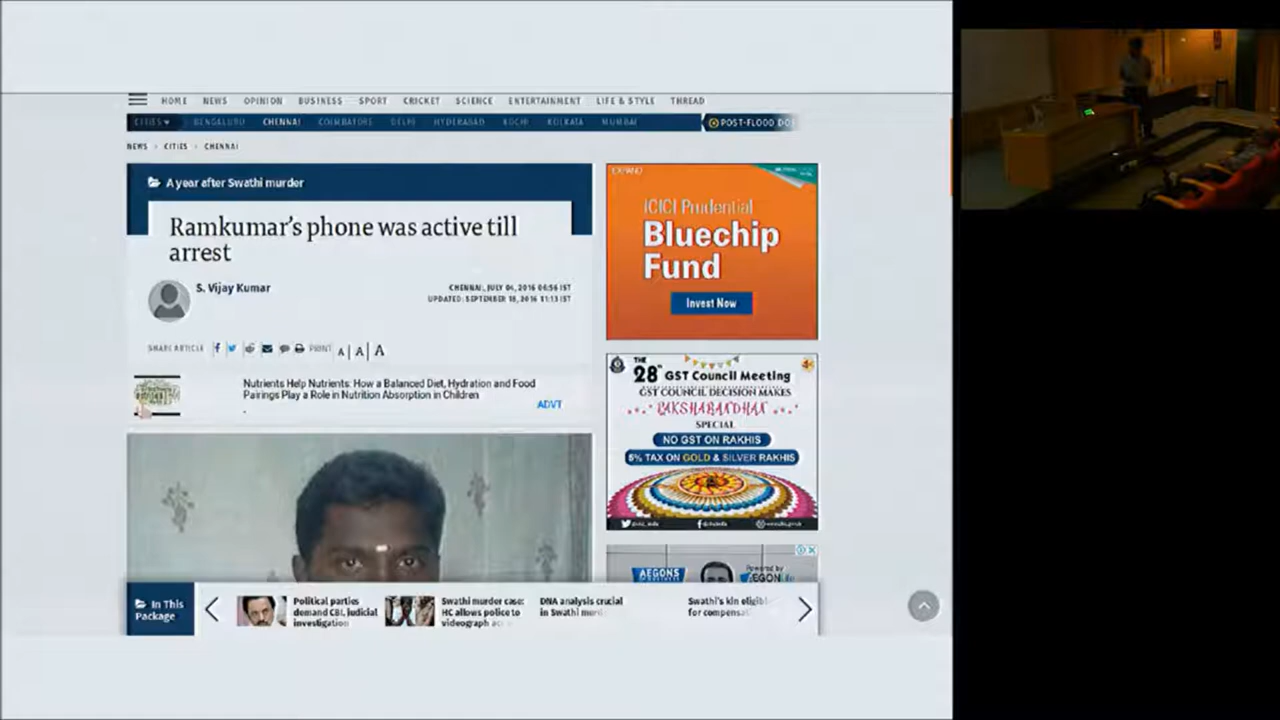 HOME NEWS OPINION BUSINESS SPORT CRICKET SCIENCE ENTERTAINMENT LIFE & STYLE THREAD
CITIES BENGALURU CHENNAI COIMBATORE DELHI HYDERABAD KOCHI KOLKATA MUMBAI POST-FLOOD
NEWS > CITIES > CHENNAI
A year after Swathi murder
Ramkumar's phone was active till
arrest
S. Vijay Kumar
CHENNAI, JULY 04, 2016 06:56 IST
UPDATED: SEPTEMBER 18, 2016 11:13 IST
SHARE ARTICLE PRINT A A A
Nutrients Help Nutrients: How a Balanced Diet, Hydration and Food
Pairings Play a Role in Nutrition Absorption in Children
ADVT
EXPAND
ICICI Prudential
Bluechip
Fund
Invest Now
THE
28th GST Council Meeting
GST COUNCIL DECISION MAKES
RAKSHABANDHAN
SPECIAL
NO GST ON RAKHIS
5% TAX ON GOLD & SILVER RAKHIS
Powered by
In This
Package
Political parties
demand CBI, judicial
investigation
Swathi murder case:
HC allows police to
videograph
DNA analysis crucial
in Swathi
Swathi's kin
for